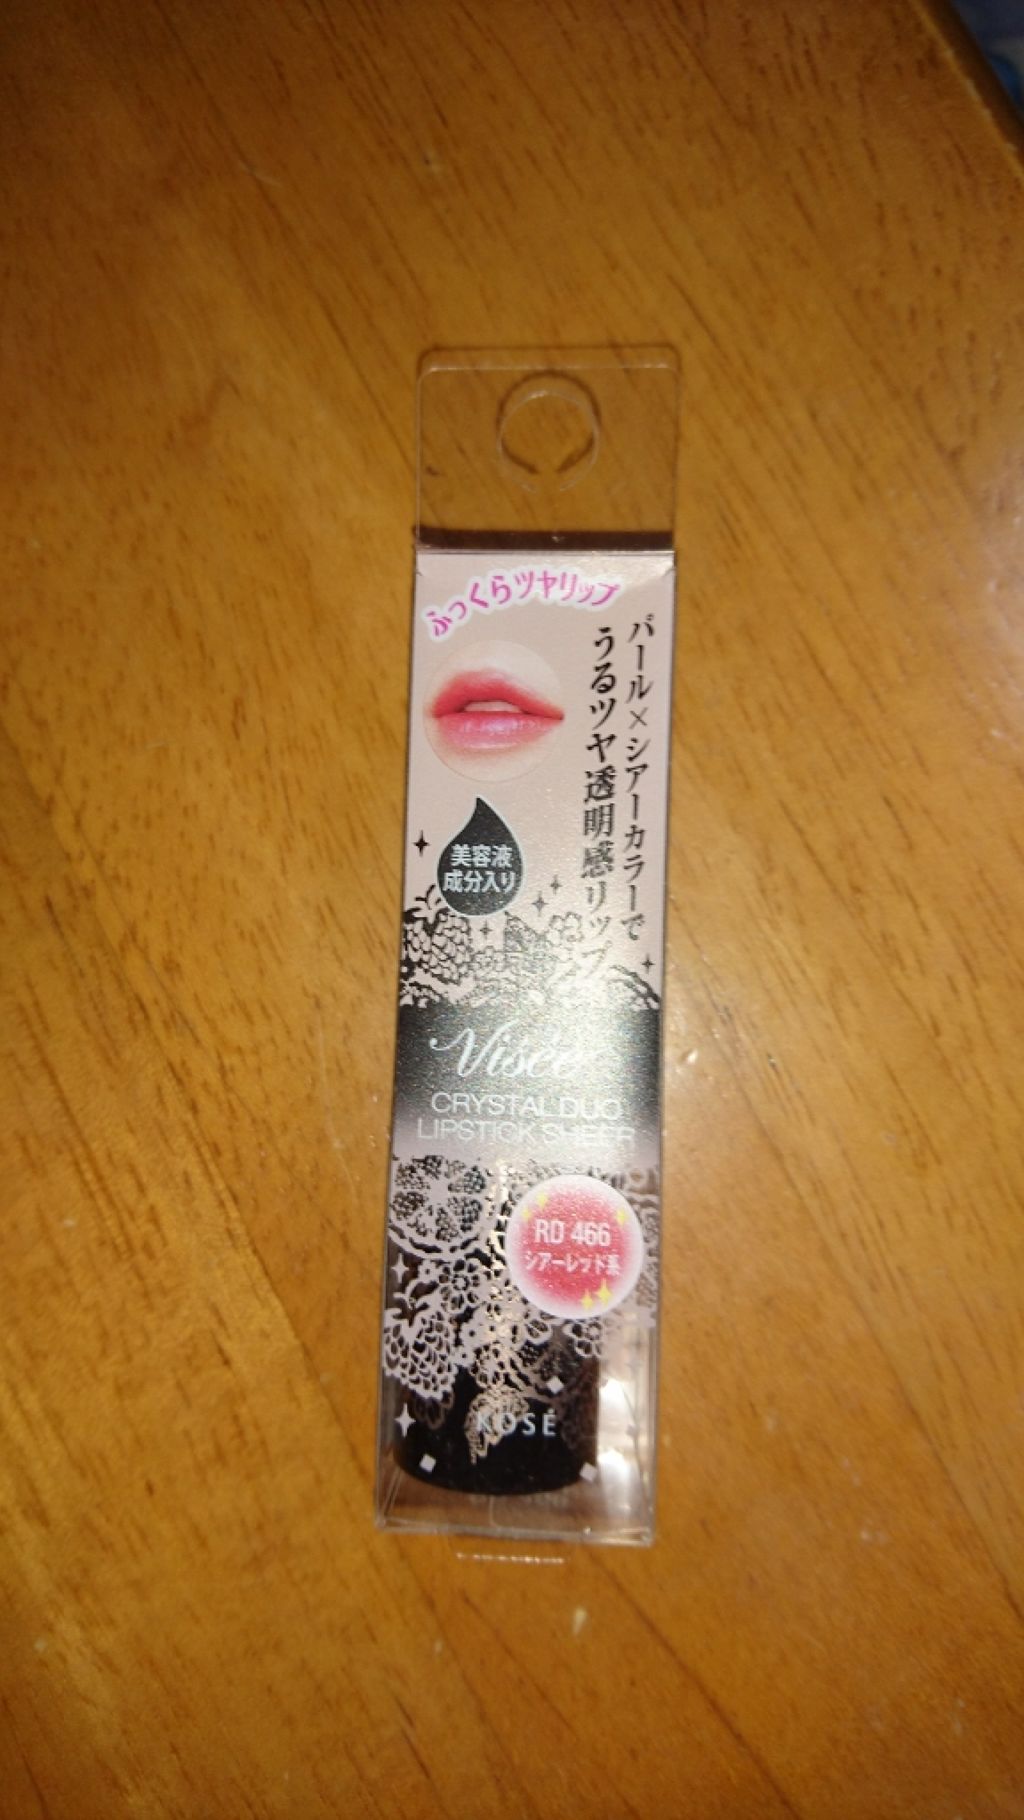 ふっくらツヤリップ
パール×シアーカラーで
うるツヤ透明感リップ
美容液
成分入り
Visée
CRYSTAL DUO
LIPSTICK SHEER
RD 466
シアーレッド系
KOSÉ